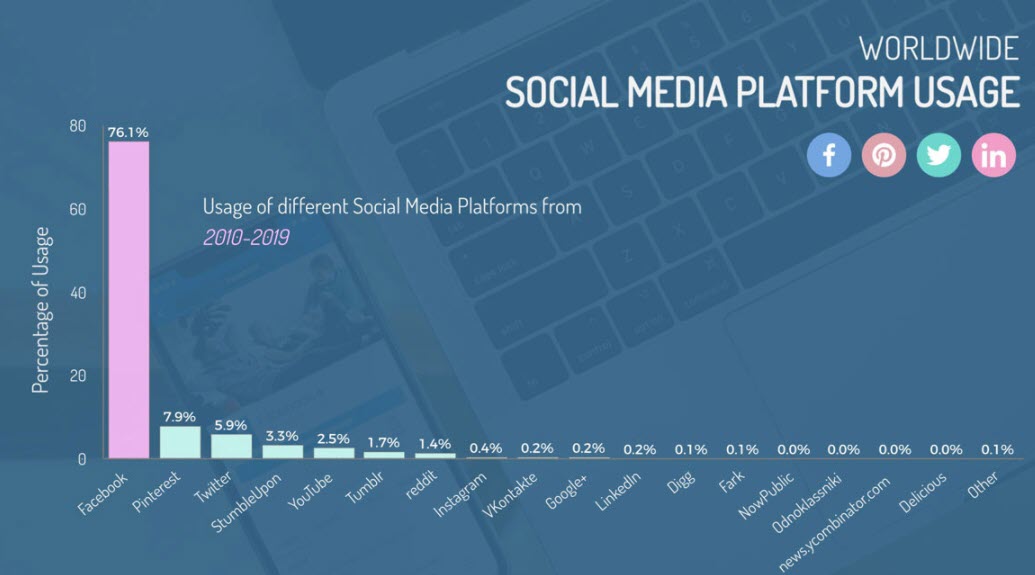 WORLDWIDE
SOCIAL MEDIA PLATFORM USAGE
f
in
Usage of different Social Media Platforms from
2010-2019
Percentage of Usage
80
60
40
20
0
76.1%
7.9%
5.9%
3.3%
2.5%
1.7%
1.4%
0.4%
0.2%
0.2%
0.2%
0.1%
0.1%
0.0%
0.0%
0.0%
0.0%
0.1%
Facebook
Pinterest
Twitter
StumbleUpon
YouTube
Tumblr
reddit
Instagram
VKontakte
Google+
LinkedIn
Digg
Fark
NowPublic
Odnoklassniki
news.ycombinator.com
Delicious
Other